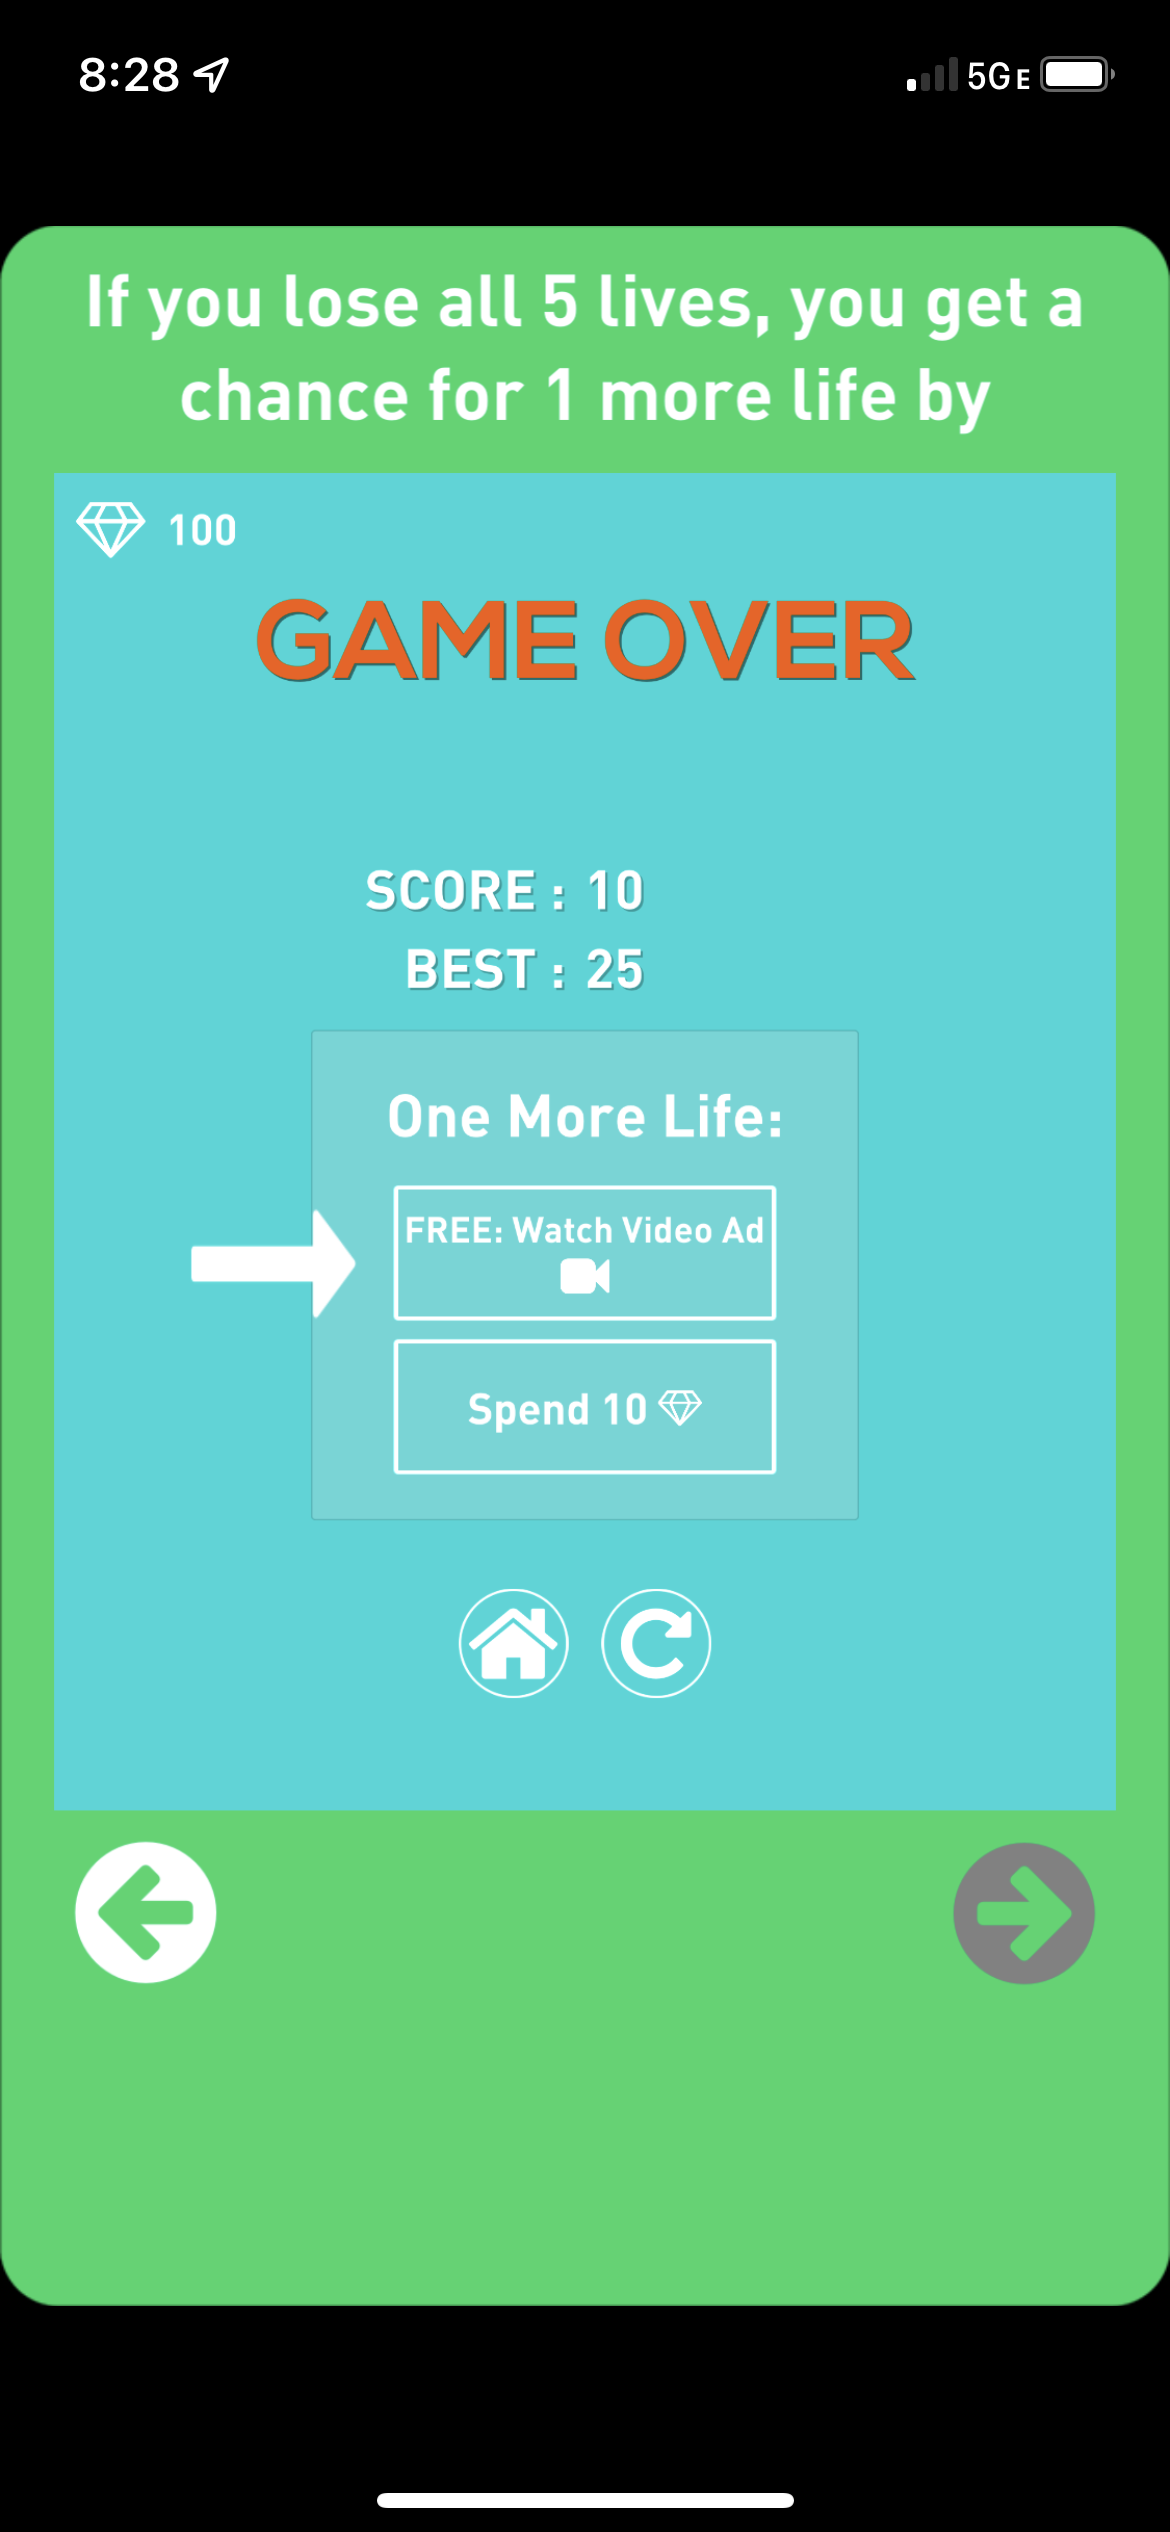 8:28
5GE
If you lose all 5 lives, you get a
chance for 1 more life by
100
GAME OVER
SCORE : 10
BEST : 25
One More Life:
FREE: Watch Video Ad
Spend 10